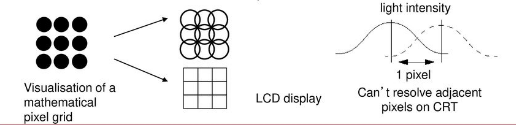 light intensity
1 pixel
Visualisation of a
mathematical
pixel grid
LCD display
Can't resolve adjacent
pixels on CRT